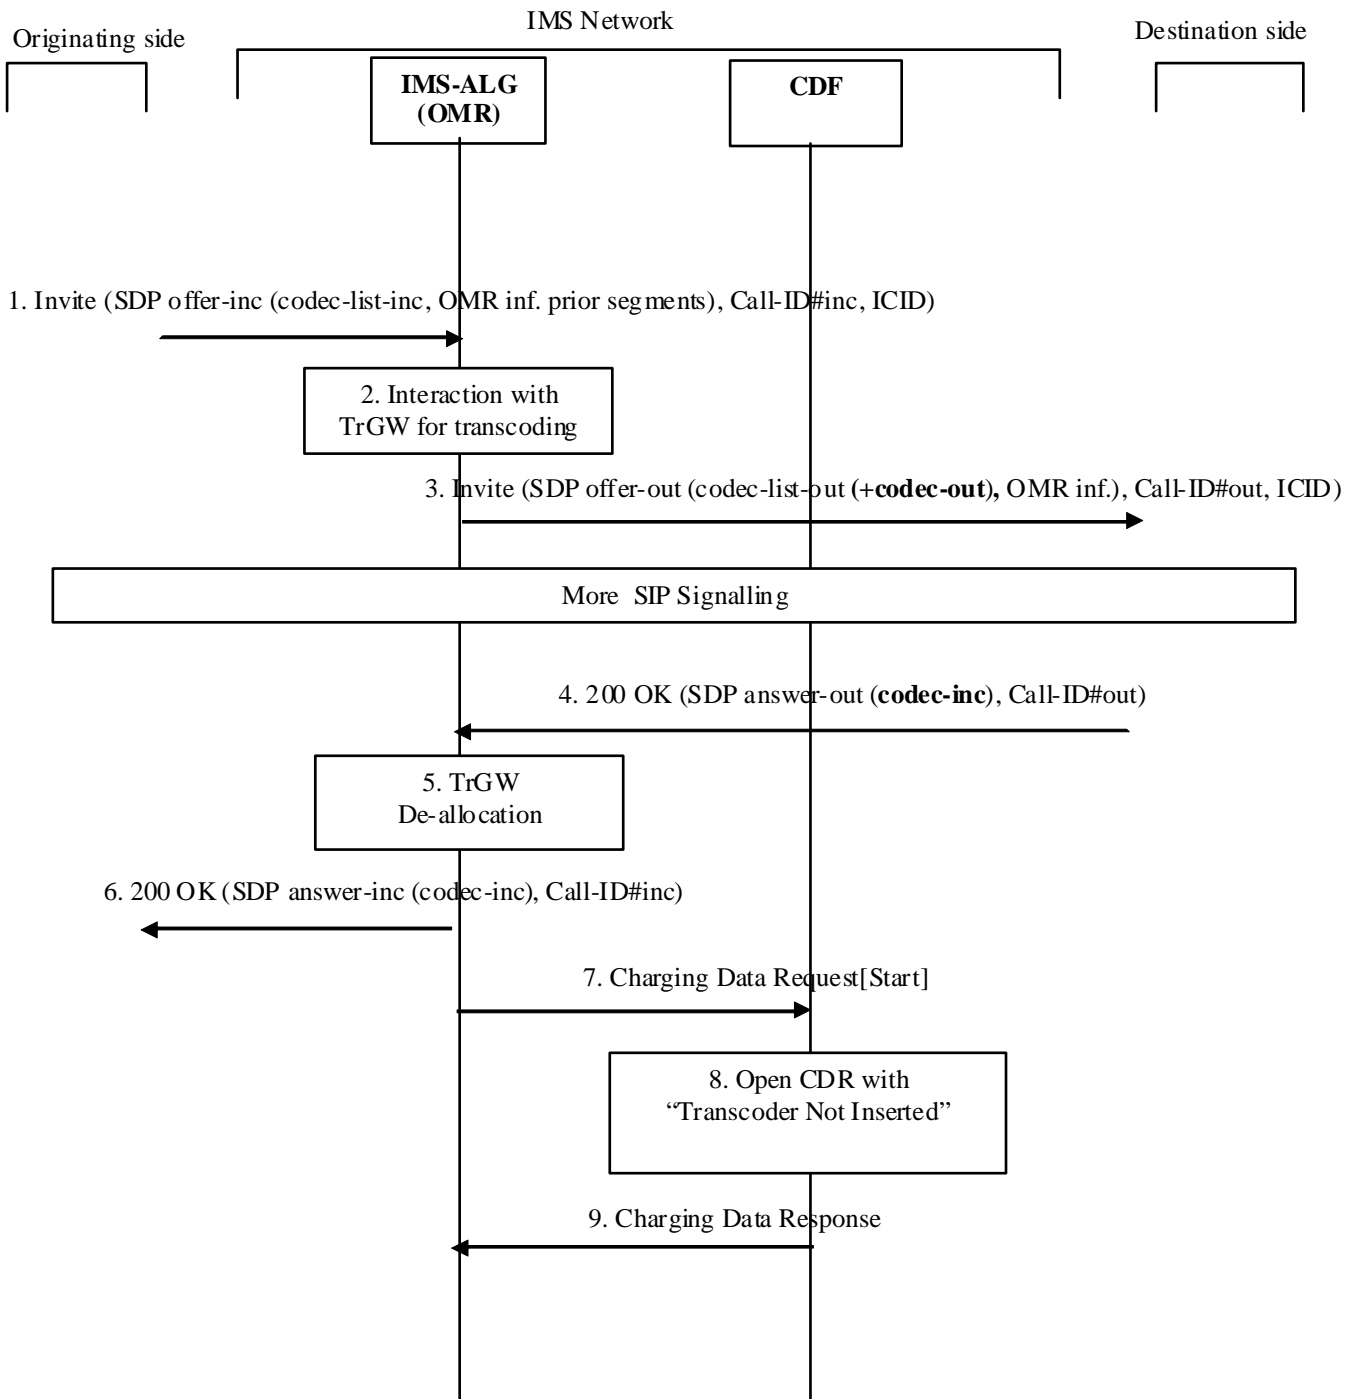 IMS Network
Originating side
Destination side
IMS-ALG
(OMR)
CDF
1. Invite (SDP offer-inc (codec-list-inc, OMR inf. prior segments), Call-ID#inc, ICID)
2. Interaction with
TrGW for transcoding
3. Invite (SDP offer-out (codec-list-out (+codec-out), OMR inf.), Call-ID#out, ICID)
More SIP Signalling
4. 200 OK (SDP answer-out (codec-inc), Call-ID#out)
5. TrGW
De-allocation
6. 200 OK (SDP answer-inc (codec-inc), Call-ID#inc)
7. Charging Data Request[Start]
8. Open CDR with
“Transcoder Not Inserted”
9. Charging Data Response